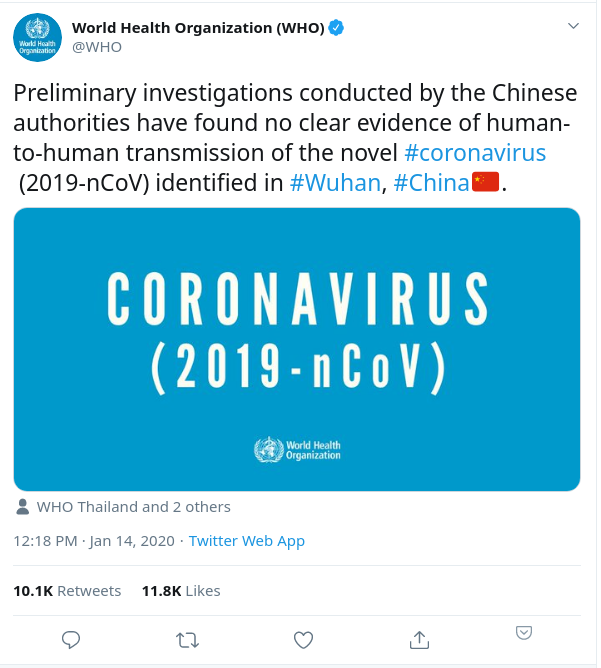 World Health Organization (WHO)
@WHO
World Health
Organization
Preliminary investigations conducted by the Chinese
authorities have found no clear evidence of human-
to-human transmission of the novel #coronavirus
(2019-nCoV) identified in #Wuhan, #China🇨🇳.
CORONAVIRUS
(2019-nCoV)
World Health
Organization
WHO Thailand and 2 others
12:18 PM · Jan 14, 2020 · Twitter Web App
10.1K Retweets 11.8K Likes